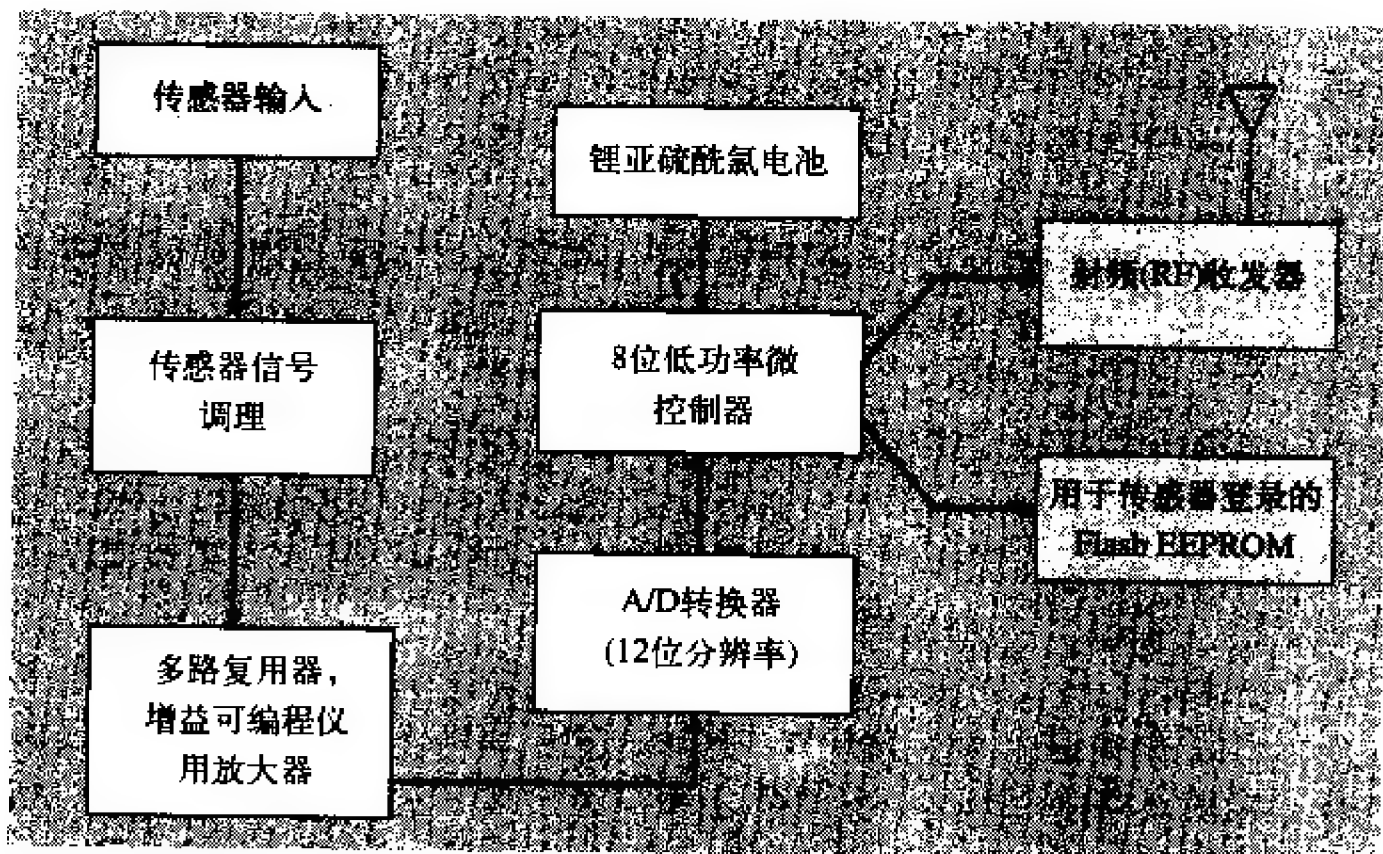 传感器输入
传感器信号
调理
多路复用器，
增益可编程仪
用放大器
锂亚硫酰氯电池
8位低功率微
控制器
A/D转换器
(12位分辨率)
射频(RF)收发器
用于传感器登录的
Flash EEPROM